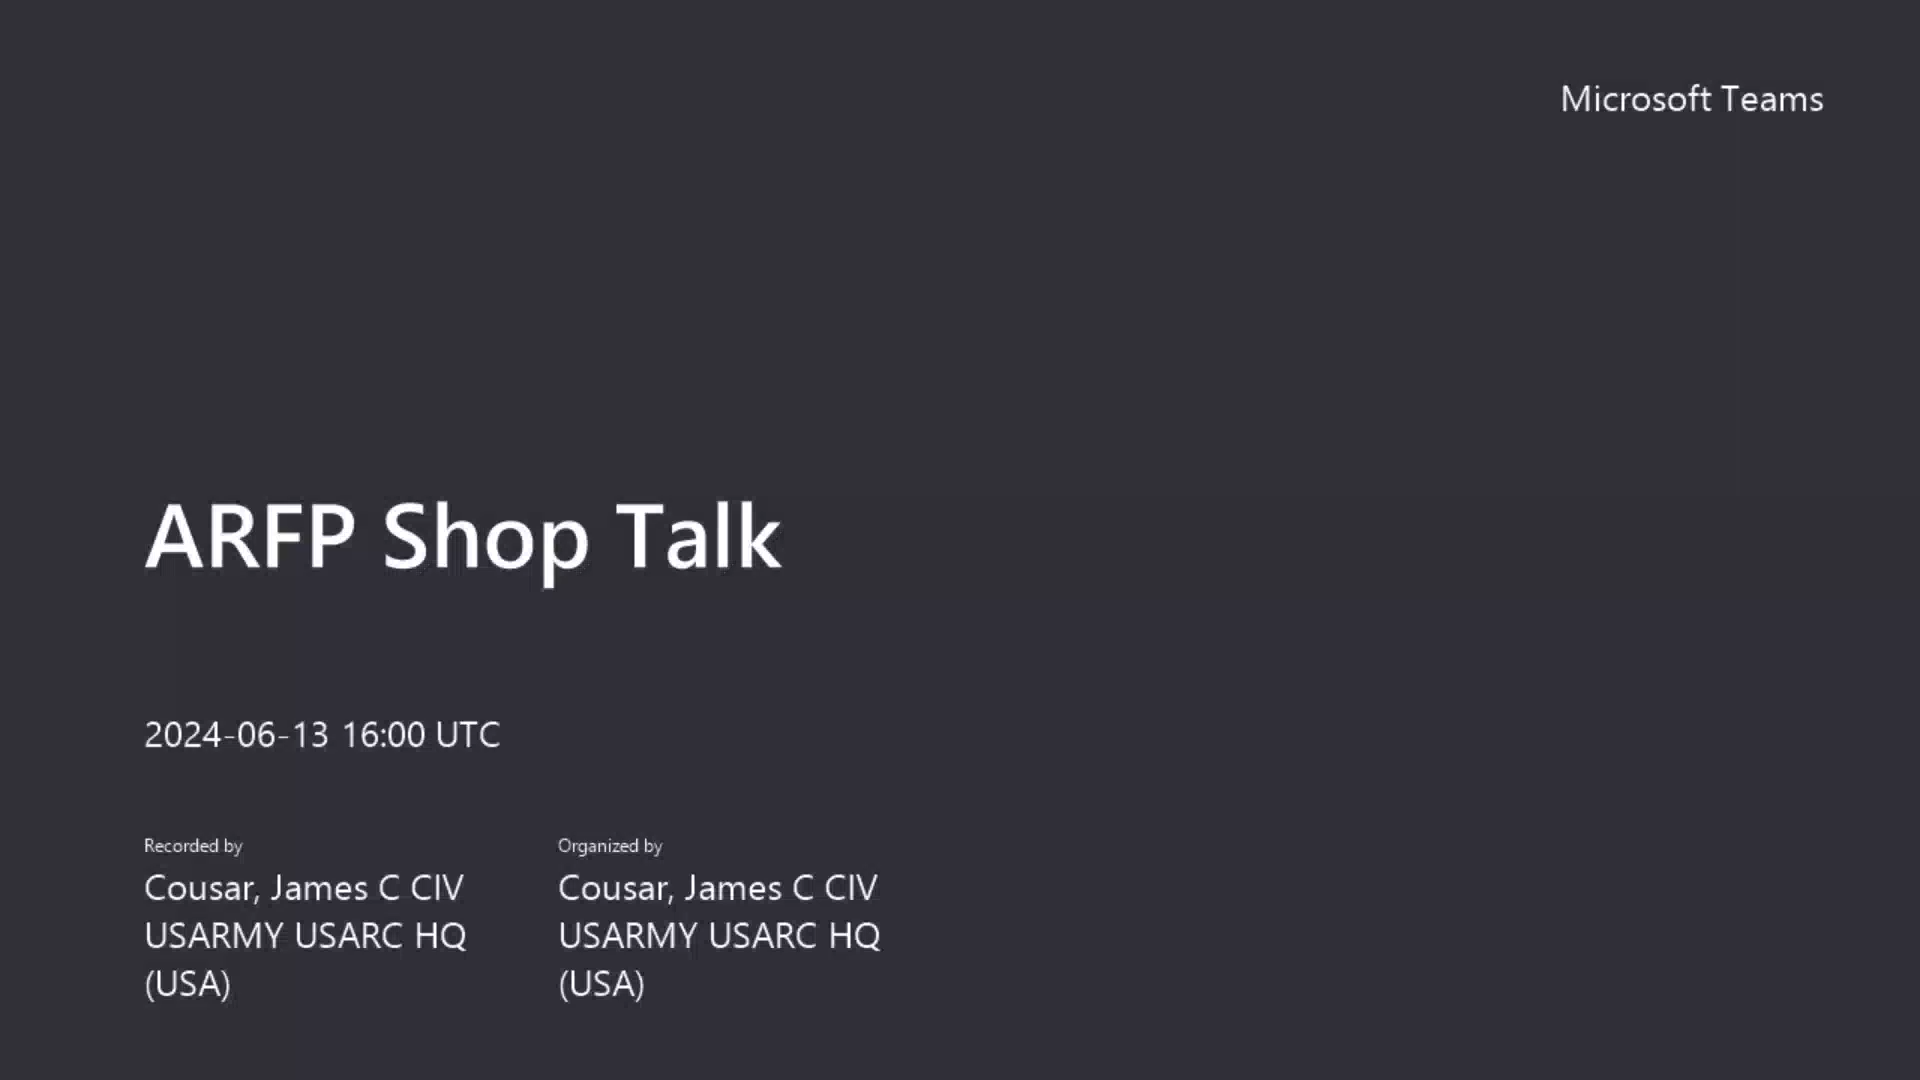 Microsoft Teams
ARFP Shop Talk
2024-06-13 16:00 UTC
Recorded by
Cousar, James C CIV
USARMY USARC HQ
(USA)
Organized by
Cousar, James C CIV
USARMY USARC HQ
(USA)